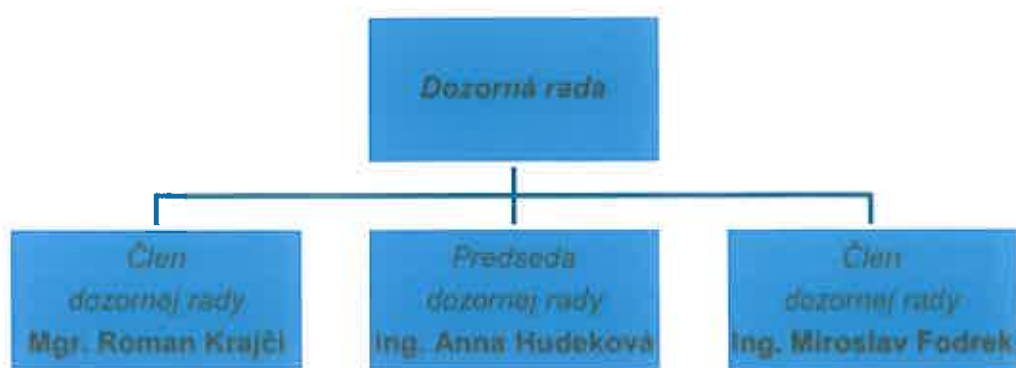 Dozorná rada
Člen
dozornej rady
Mgr. Roman Krajči
Predseda
dozornej rady
Ing. Anna Hudeková
Člen
dozornej rady
Ing. Miroslav Fodrek